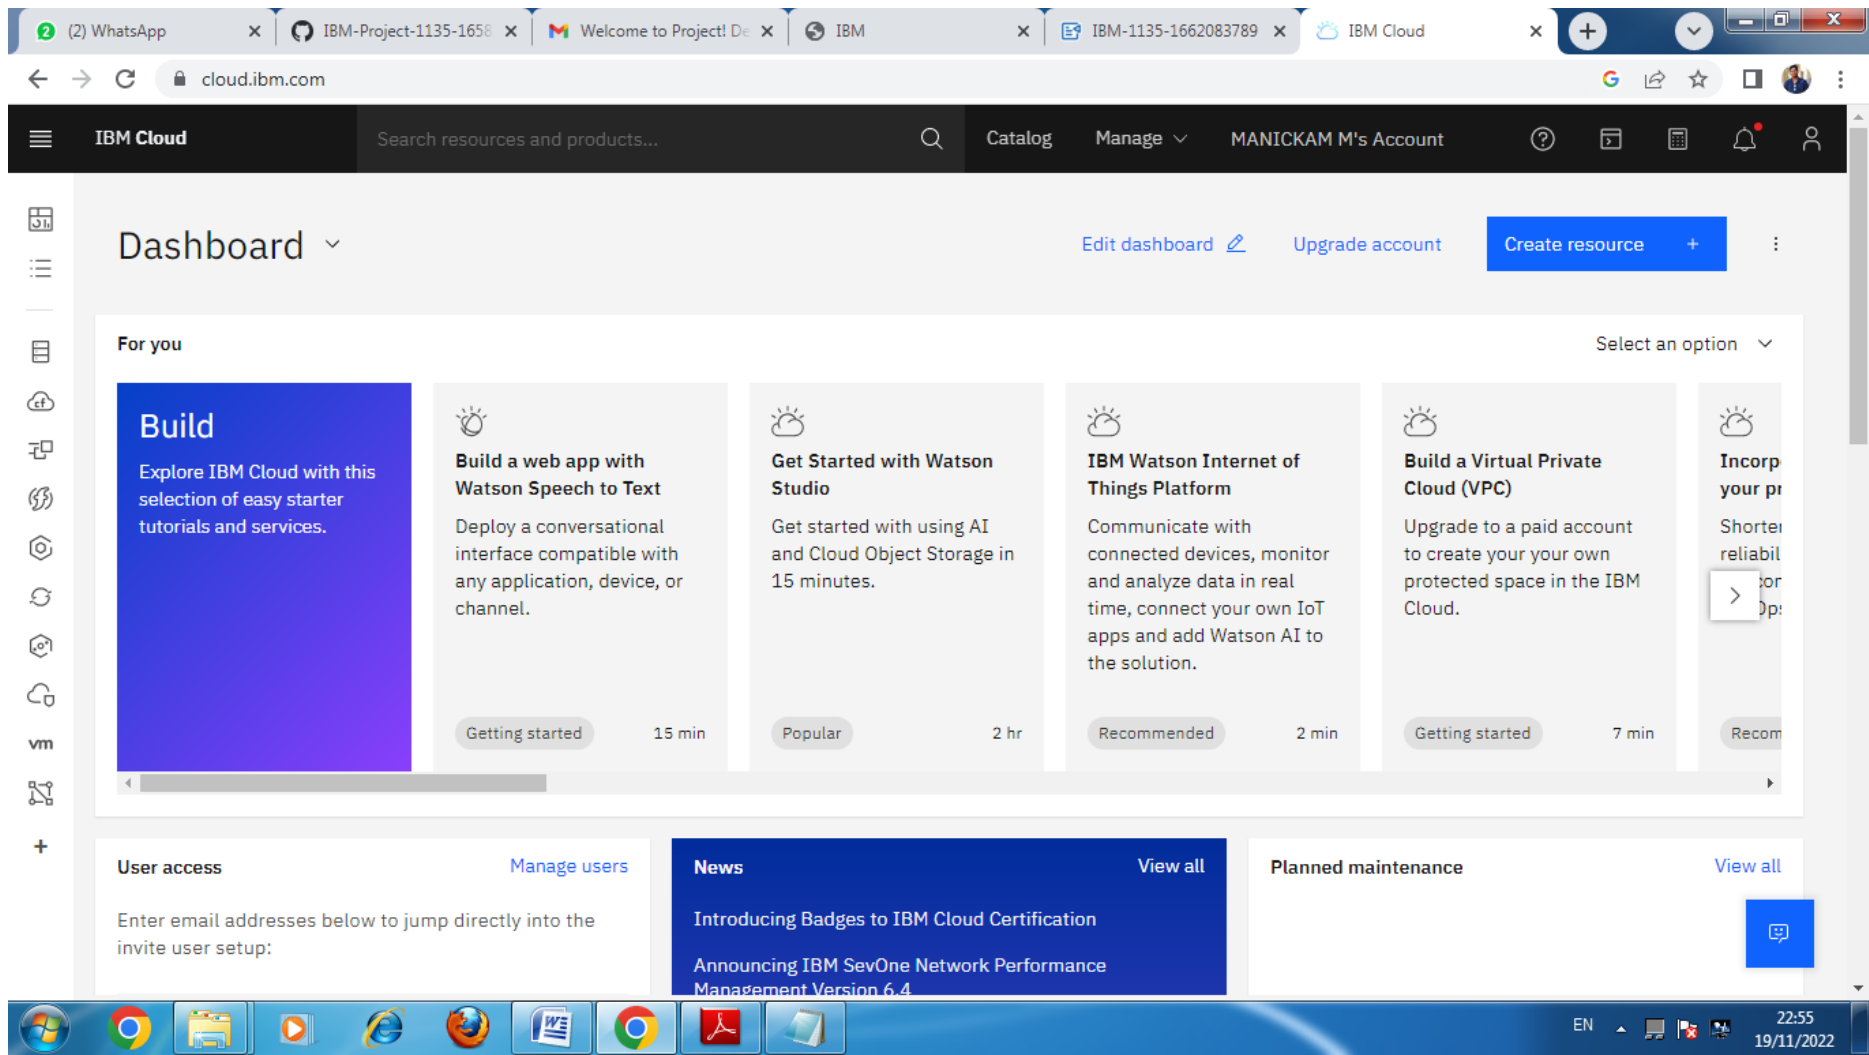 (2) WhatsApp
IBM-Project-1135-1658
Welcome to Project! De
IBM
IBM-1135-1662083789
IBM Cloud
cloud.ibm.com
IBM Cloud
Search resources and products...
Catalog
Manage
MANICKAM M's Account
Dashboard
Edit dashboard
Upgrade account
Create resource +
For you
Select an option
Build
Explore IBM Cloud with this
selection of easy starter
tutorials and services.
Build a web app with
Watson Speech to Text
Deploy a conversational
interface compatible with
any application, device, or
channel.
Getting started
15 min
Get Started with Watson
Studio
Get started with using AI
and Cloud Object Storage in
15 minutes.
Popular
2 hr
IBM Watson Internet of
Things Platform
Communicate with
connected devices, monitor
and analyze data in real
time, connect your own IoT
apps and add Watson AI to
the solution.
Recommended
2 min
Build a Virtual Private
Cloud (VPC)
Upgrade to a paid account
to create your your own
protected space in the IBM
Cloud.
Getting started
7 min
Incorp
your pr
Shorter
reliabil
Recom
cf
vm
User access
Manage users
Enter email addresses below to jump directly into the
invite user setup:
News
View all
Introducing Badges to IBM Cloud Certification
Announcing IBM SevOne Network Performance
Management Version 6.4
Planned maintenance
View all
EN
22:55
19/11/2022